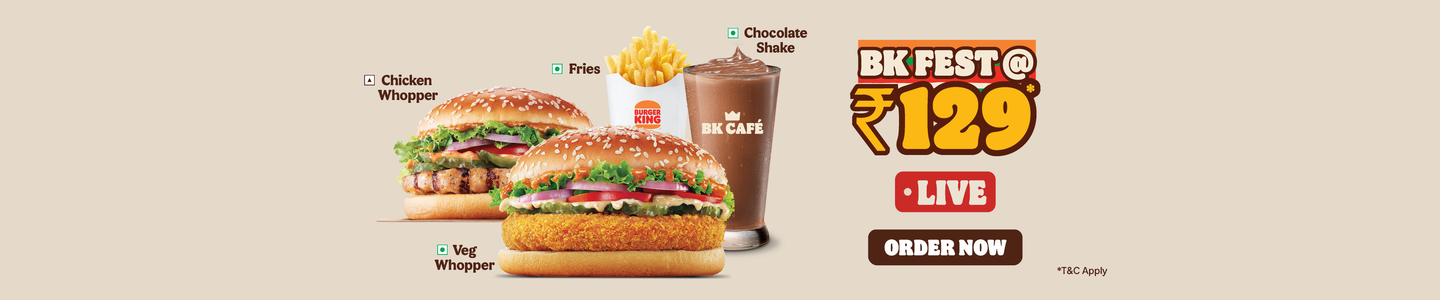 Chicken
Whopper
Fries
Chocolate
Shake
BURGER
KING
BK CAFÉ
Veg
Whopper
BK FEST @
₹129*
• LIVE
ORDER NOW
*T&C Apply